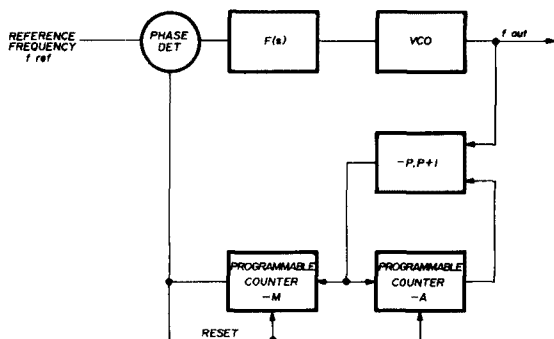 REFERENCE
FREQUENCY
f ref
PHASE
DET
F(s)
VCO
f out
-P, P+1
PROGRAMMABLE
COUNTER
-M
PROGRAMMABLE
COUNTER
-A
RESET